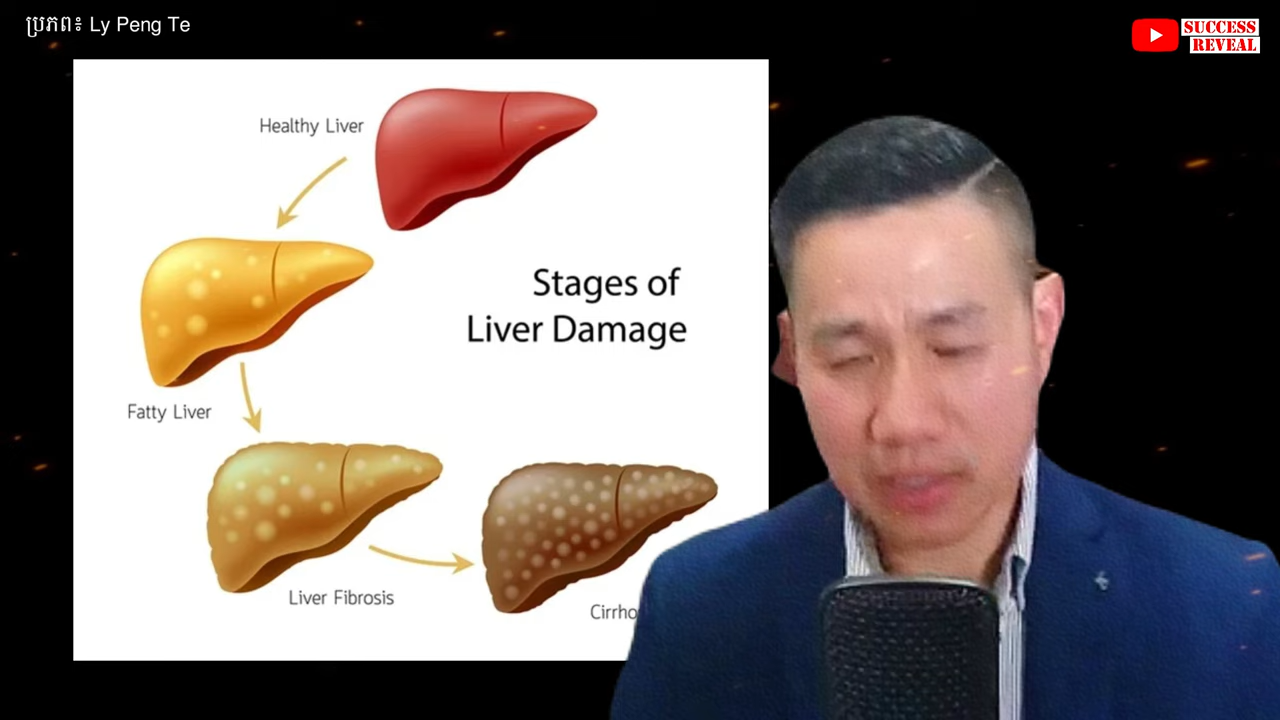 ប្រភព៖ Ly Peng Te
SUCCESS
REVEAL
Healthy Liver
Stages of
Liver Damage
Fatty Liver
Liver Fibrosis
Cirrho